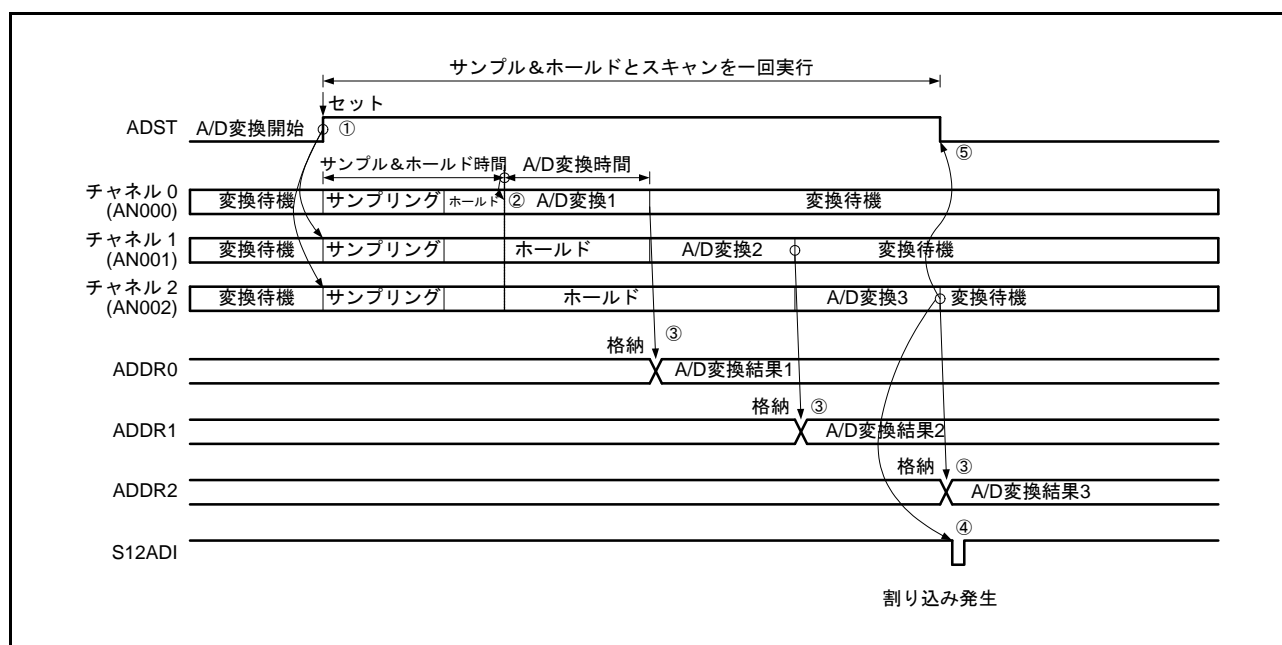 サンプル＆ホールドとスキャンを一回実行
セット
ADST A/D変換開始 ① ⑤
サンプル＆ホールド時間 A/D変換時間
チャネル 0
(AN000) 変換待機 サンプリング ホールド ② A/D変換1 変換待機
チャネル 1
(AN001) 変換待機 サンプリング ホールド A/D変換2 変換待機
チャネル 2
(AN002) 変換待機 サンプリング ホールド A/D変換3 変換待機
格納 ③
ADDR0 A/D変換結果1
格納 ③
ADDR1 A/D変換結果2
格納 ③
ADDR2 A/D変換結果3
④
S12ADI
割り込み発生